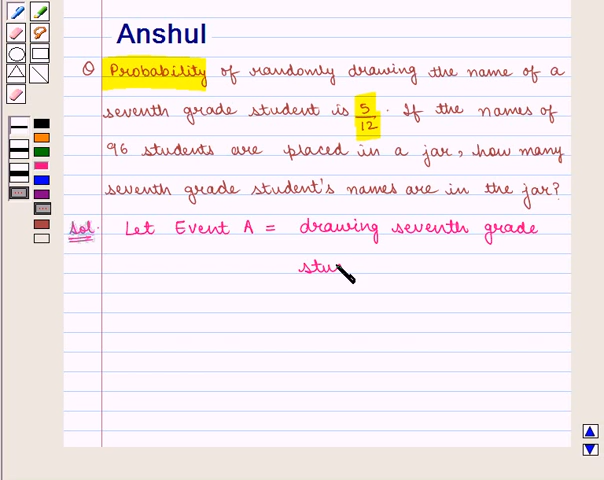 Anshul
Q Probability of randomly drawing the name of a
seventh grade student is 5/12. If the names of
96 students are placed in a jar, how many
seventh grade student's names are in the jar?
Sol. Let Event A = drawing seventh grade
stu